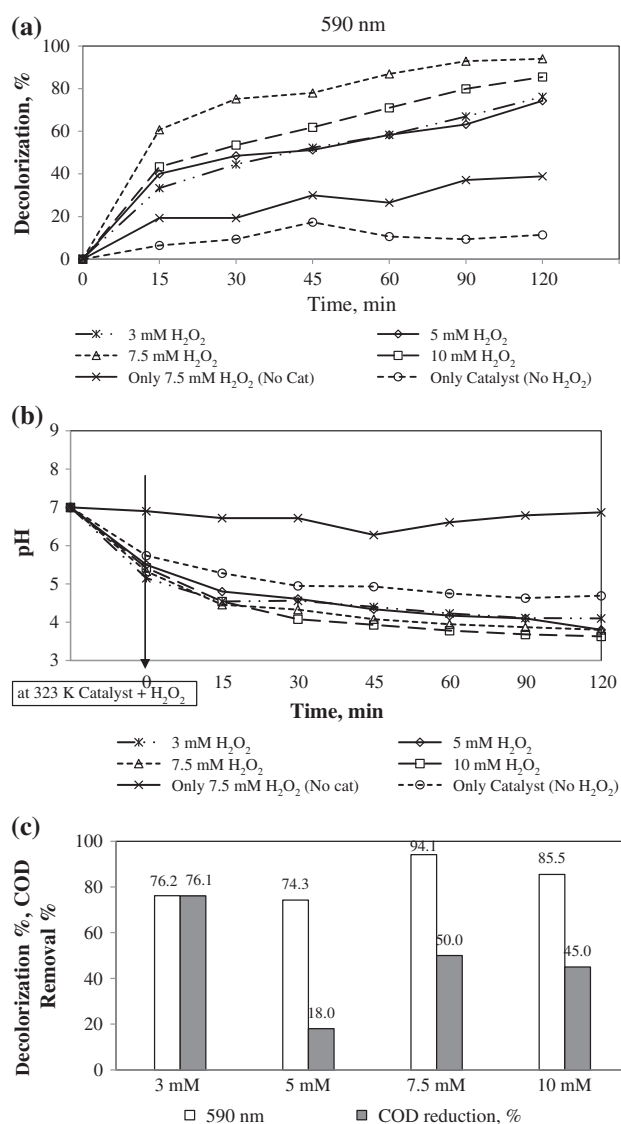 (a)
590 nm
Decolorization, %
100
80
60
40
20
0
0 15 30 45 60 90 120
Time, min
3 mM H₂O₂ 5 mM H₂O₂
7.5 mM H₂O₂ 10 mM H₂O₂
Only 7.5 mM H₂O₂ (No Cat) Only Catalyst (No H₂O₂)
(b)
pH
9
8
7
6
5
4
3
0 15 30 45 60 90 120
at 323 K Catalyst + H₂O₂
Time, min
3 mM H₂O₂ 5 mM H₂O₂
7.5 mM H₂O₂ 10 mM H₂O₂
Only 7.5 mM H₂O₂ (No cat) Only Catalyst (No H₂O₂)
(c)
Decolorization %, COD
Removal %
100
80
60
40
20
0
76.2 76.1
74.3
18.0
94.1
50.0
85.5
45.0
3 mM 5 mM 7.5 mM 10 mM
590 nm COD reduction, %